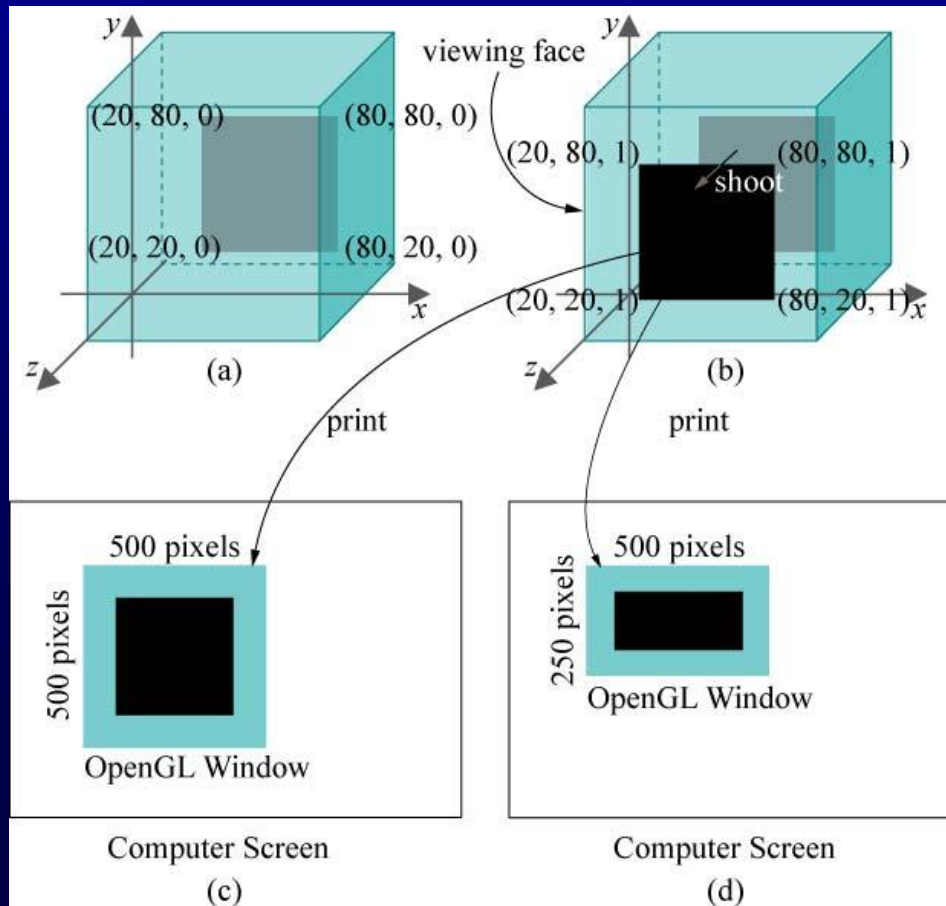 y
(20, 80, 0)
(80, 80, 0)
(20, 20, 0)
(80, 20, 0)
x
z
(a)
viewing face
y
(20, 80, 1)
(80, 80, 1)
shoot
(20, 20, 1)
(80, 20, 1)
x
z
(b)
print
print
500 pixels
500 pixels
OpenGL Window
Computer Screen
(c)
500 pixels
250 pixels
OpenGL Window
Computer Screen
(d)